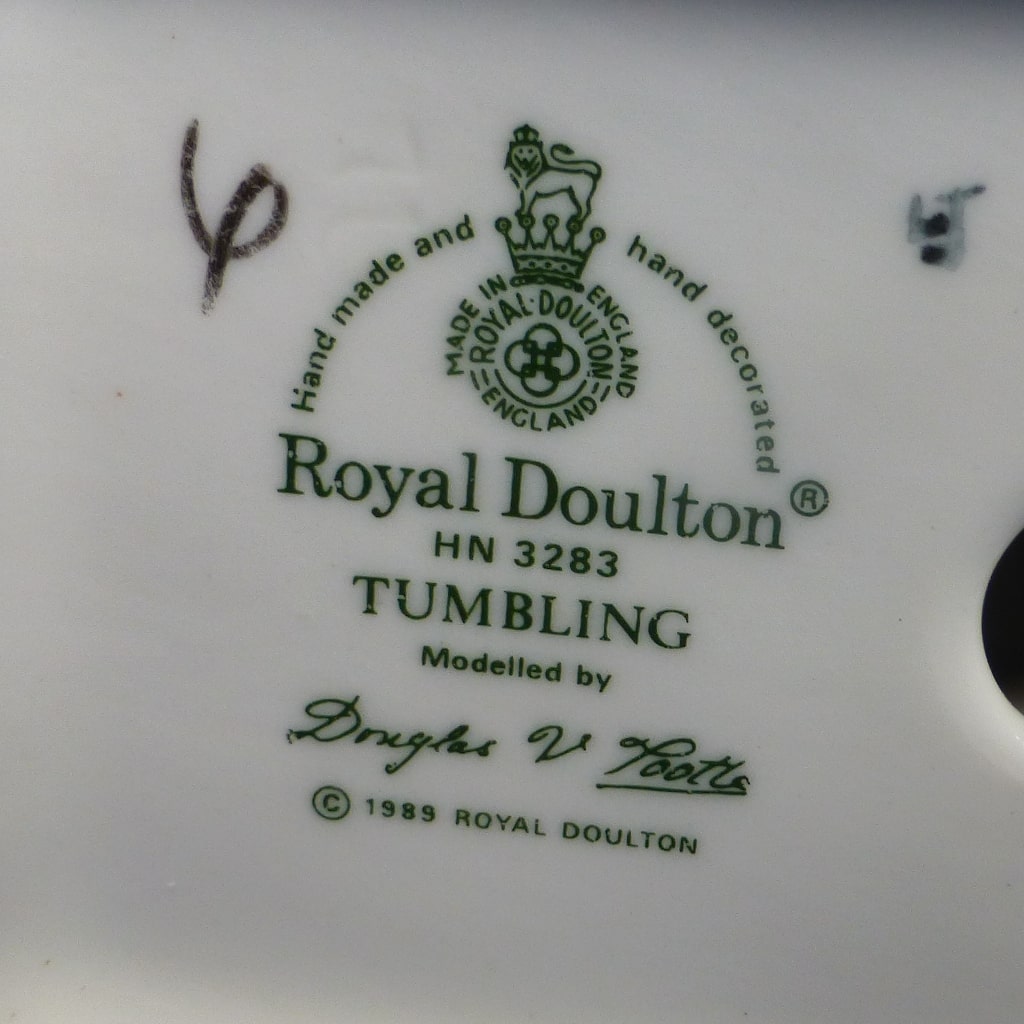 Hand made and hand decorated
MADE IN ENGLAND
ROYAL·DOULTON
ENGLAND
Royal Doulton®
HN 3283
TUMBLING
Modelled by
Douglas V Tootle
© 1989 ROYAL DOULTON